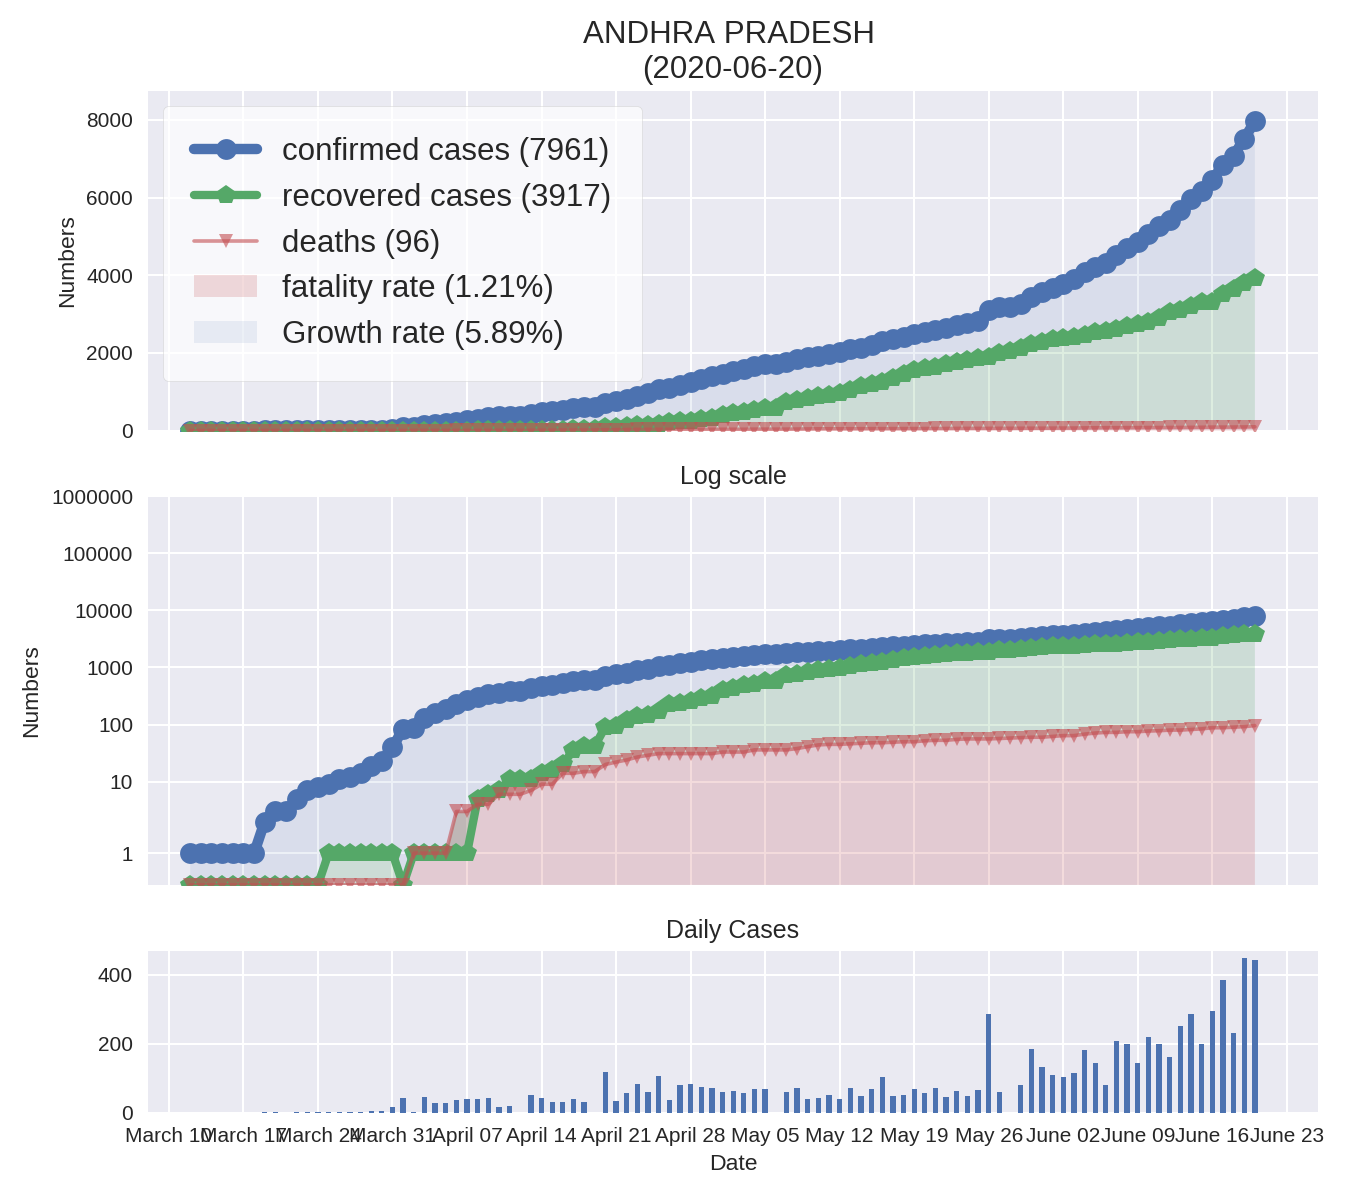 ANDHRA PRADESH
(2020-06-20)
Numbers
8000
6000
4000
2000
0
confirmed cases (7961)
recovered cases (3917)
deaths (96)
fatality rate (1.21%)
Growth rate (5.89%)
Log scale
Numbers
1000000
100000
10000
1000
100
10
1
Daily Cases
400
200
0
March 10 March 17 March 24 March 31 April 07 April 14 April 21 April 28 May 05 May 12 May 19 May 26 June 02 June 09 June 16 June 23
Date